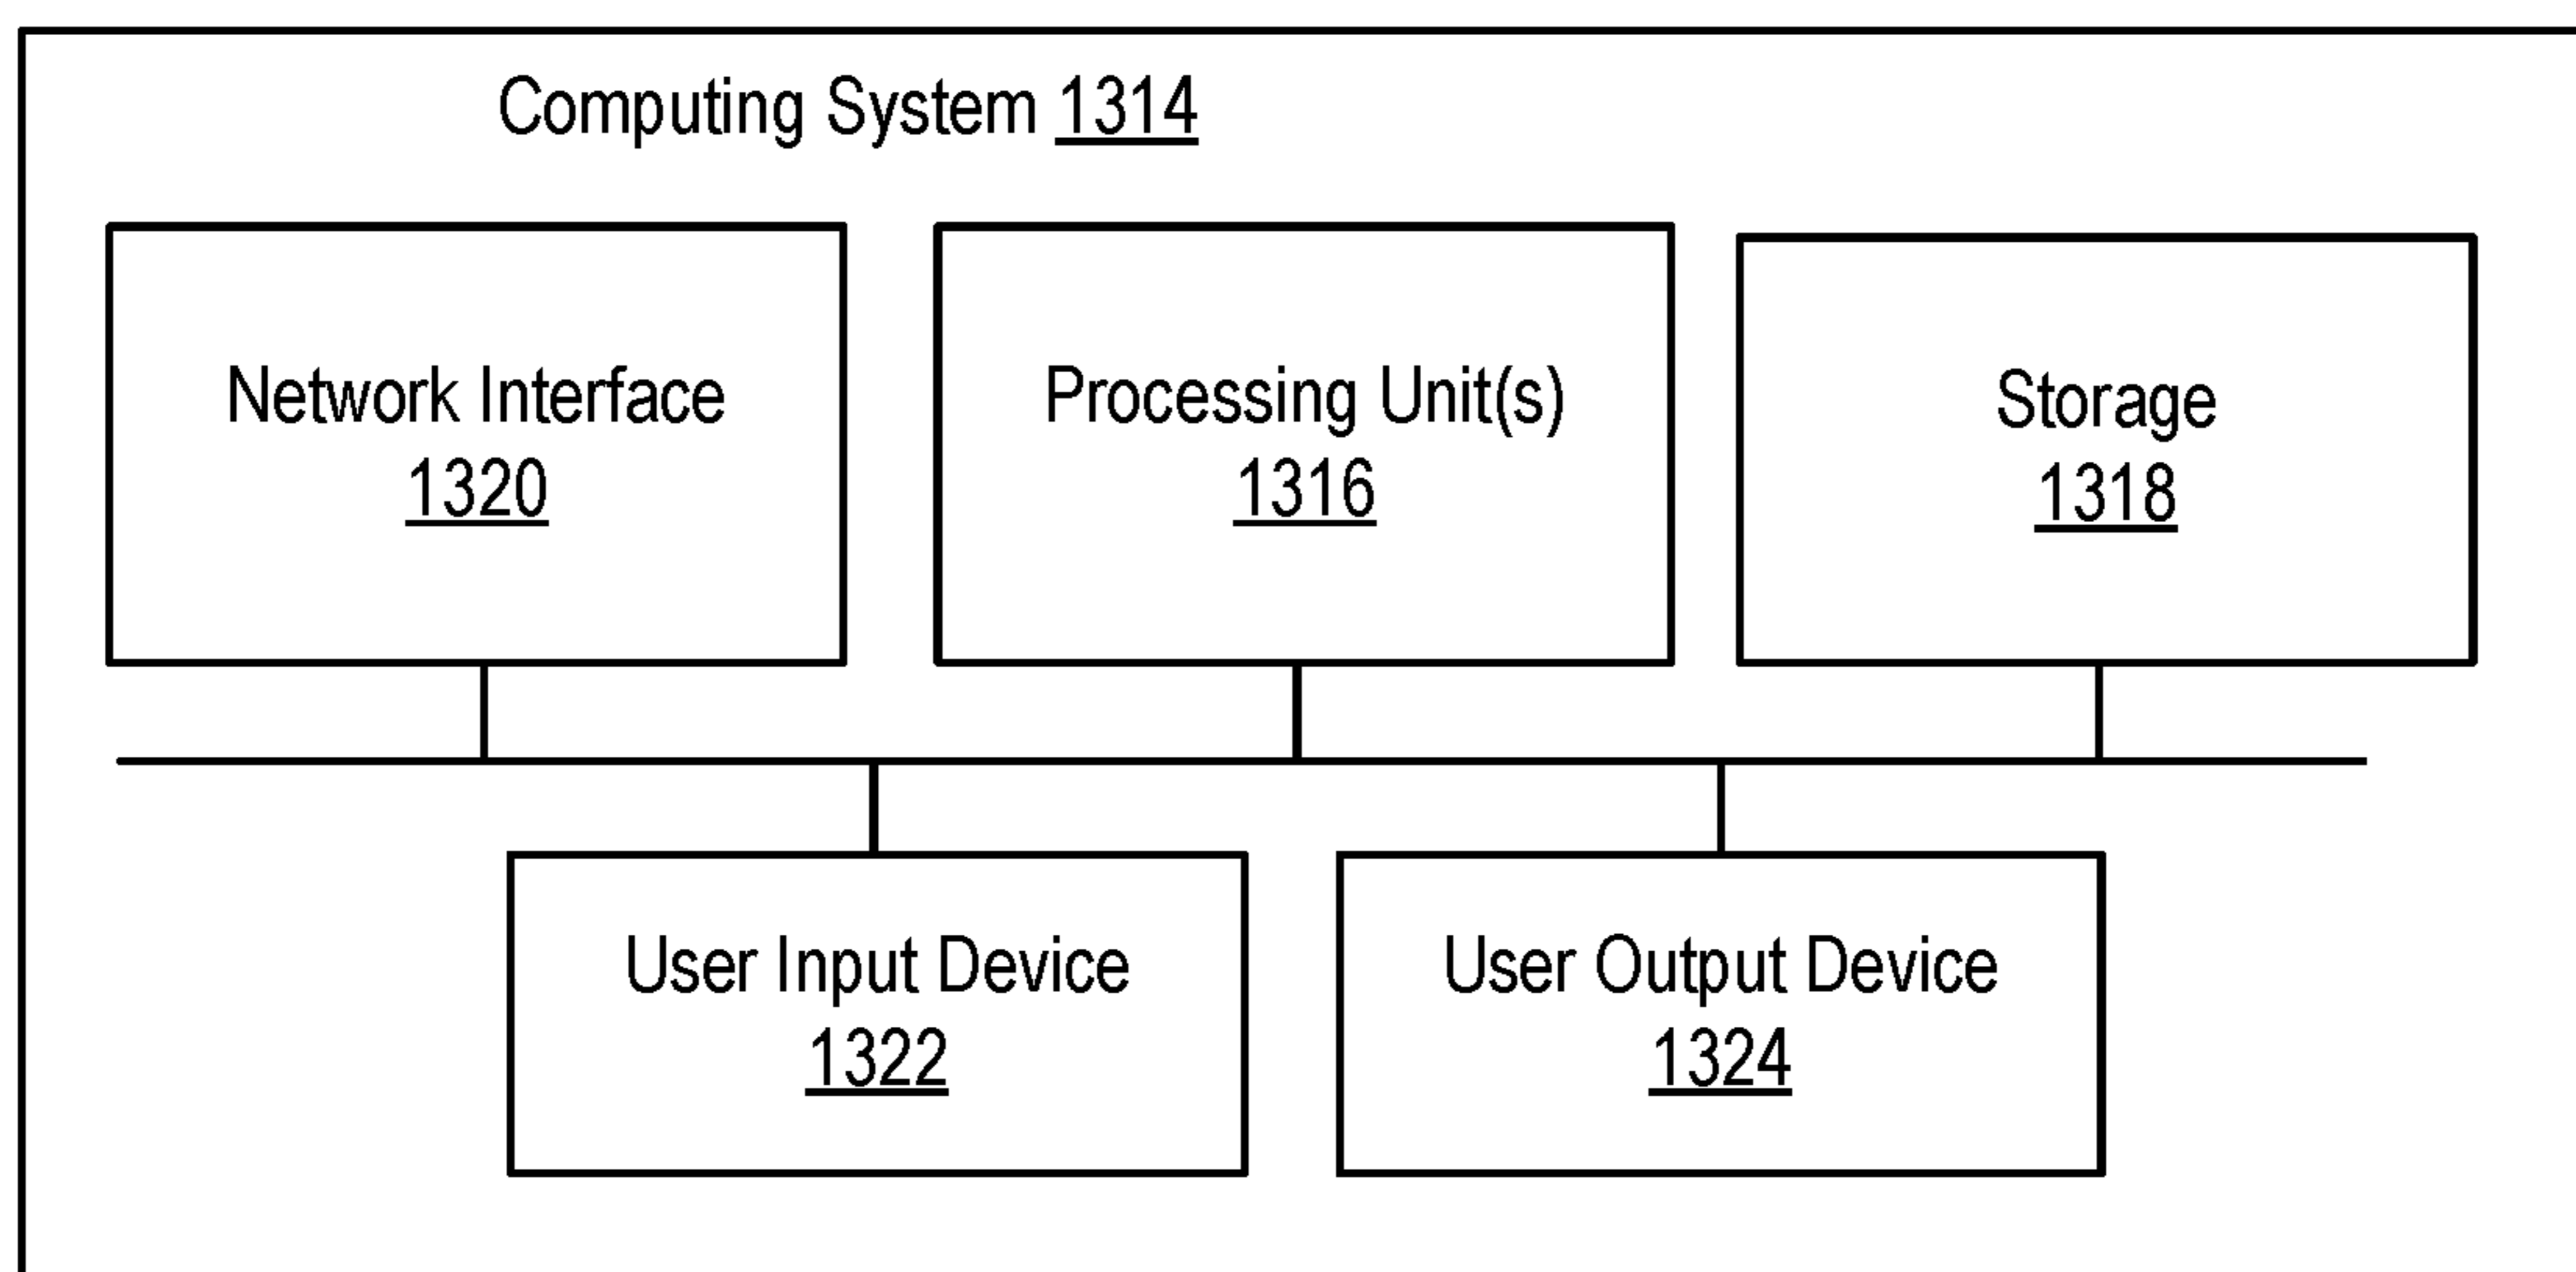 Computing System 1314
Network Interface
1320
Processing Unit(s)
1316
Storage
1318
User Input Device
1322
User Output Device
1324